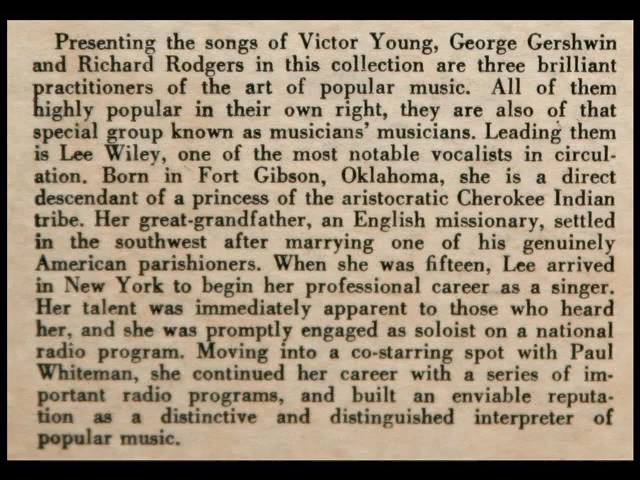 Presenting the songs of Victor Young, George Gershwin
and Richard Rodgers in this collection are three brilliant
practitioners of the art of popular music. All of them
highly popular in their own right, they are also of that
special group known as musicians' musicians. Leading them
is Lee Wiley, one of the most notable vocalists in circul-
ation. Born in Fort Gibson, Oklahoma, she is a direct
descendant of a princess of the aristocratic Cherokee Indian
tribe. Her great-grandfather, an English missionary, settled
in the southwest after marrying one of his genuinely
American parishioners. When she was fifteen, Lee arrived
in New York to begin her professional career as a singer.
Her talent was immediately apparent to those who heard
her, and she was promptly engaged as soloist on a national
radio program. Moving into a co-starring spot with Paul
Whiteman, she continued her career with a series of im-
portant radio programs, and built an enviable reputa-
tion as a distinctive and distinguished interpreter of
popular music.